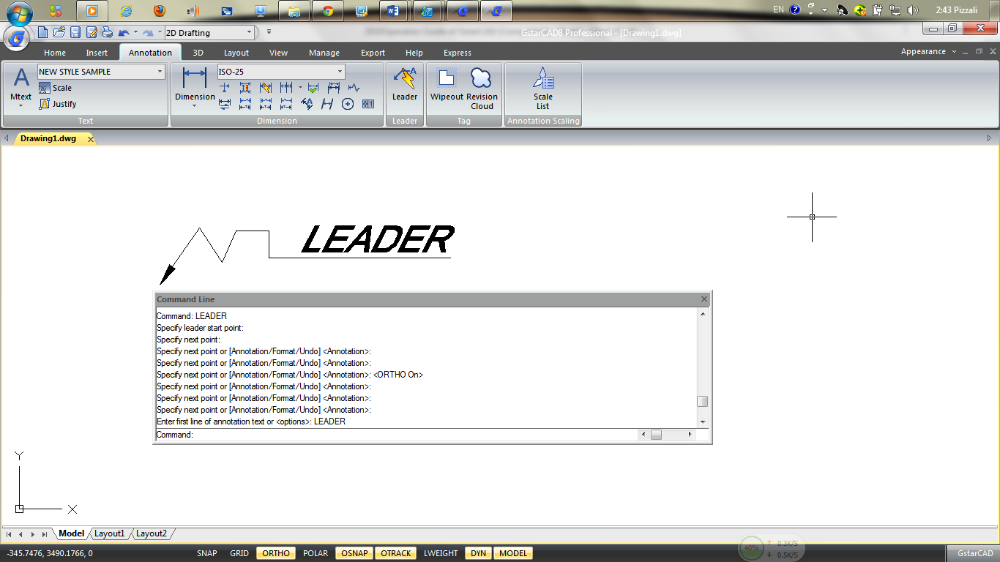 EN
2:43 Pizzali
2D Drafting
GstarCAD8 Professional - [Drawing1.dwg]
Home Insert Annotation 3D Layout View Manage Export Help Express
Appearance
A
Mtext
NEW STYLE SAMPLE
Scale
Justify
Text
Dimension
ISO-25
Dimension
Leader
Leader
Wipeout
Revision
Cloud
Tag
Scale
List
Annotation Scaling
Drawing1.dwg
LEADER
Command Line
Command: LEADER
Specify leader start point:
Specify next point:
Specify next point or [Annotation/Format/Undo] <Annotation>:
Specify next point or [Annotation/Format/Undo] <Annotation>:
Specify next point or [Annotation/Format/Undo] <Annotation>: <ORTHO On>
Specify next point or [Annotation/Format/Undo] <Annotation>:
Specify next point or [Annotation/Format/Undo] <Annotation>:
Specify next point or [Annotation/Format/Undo] <Annotation>:
Enter first line of annotation text or <options>: LEADER
Command:
Y
X
Model Layout1 Layout2
-345.7476, 3490.1766, 0
SNAP GRID ORTHO POLAR OSNAP OTRACK LWEIGHT DYN MODEL
40%
0.3K/S
0.5K/S
GstarCAD